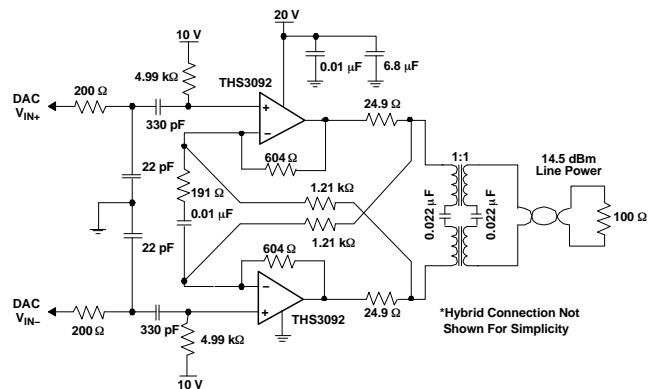 20 V
10 V
0.01 µF
6.8 µF
4.99 kΩ
THS3092
DAC
VIN+
200 Ω
24.9 Ω
330 pF
+
−
604 Ω
1:1
14.5 dBm
Line Power
22 pF
191 Ω
1.21 kΩ
0.022 µF
0.022 µF
100 Ω
0.01 µF
1.21 kΩ
22 pF
604 Ω
−
+
DAC
VIN−
24.9 Ω
*Hybrid Connection Not
Shown For Simplicity
200 Ω
330 pF
THS3092
4.99 kΩ
10 V